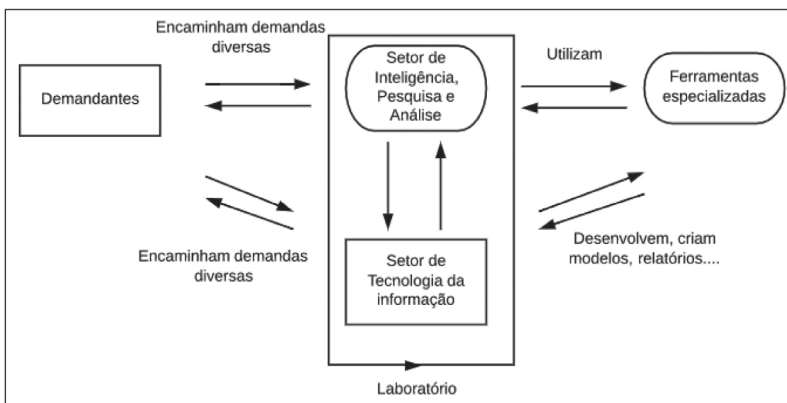 Encaminham demandas
diversas
Demandantes
Setor de
Inteligência,
Pesquisa e
Análise
Utilizam
Ferramentas
especializadas
Encaminham demandas
diversas
Setor de
Tecnologia da
informação
Desenvolvem, criam
modelos, relatórios....
Laboratório